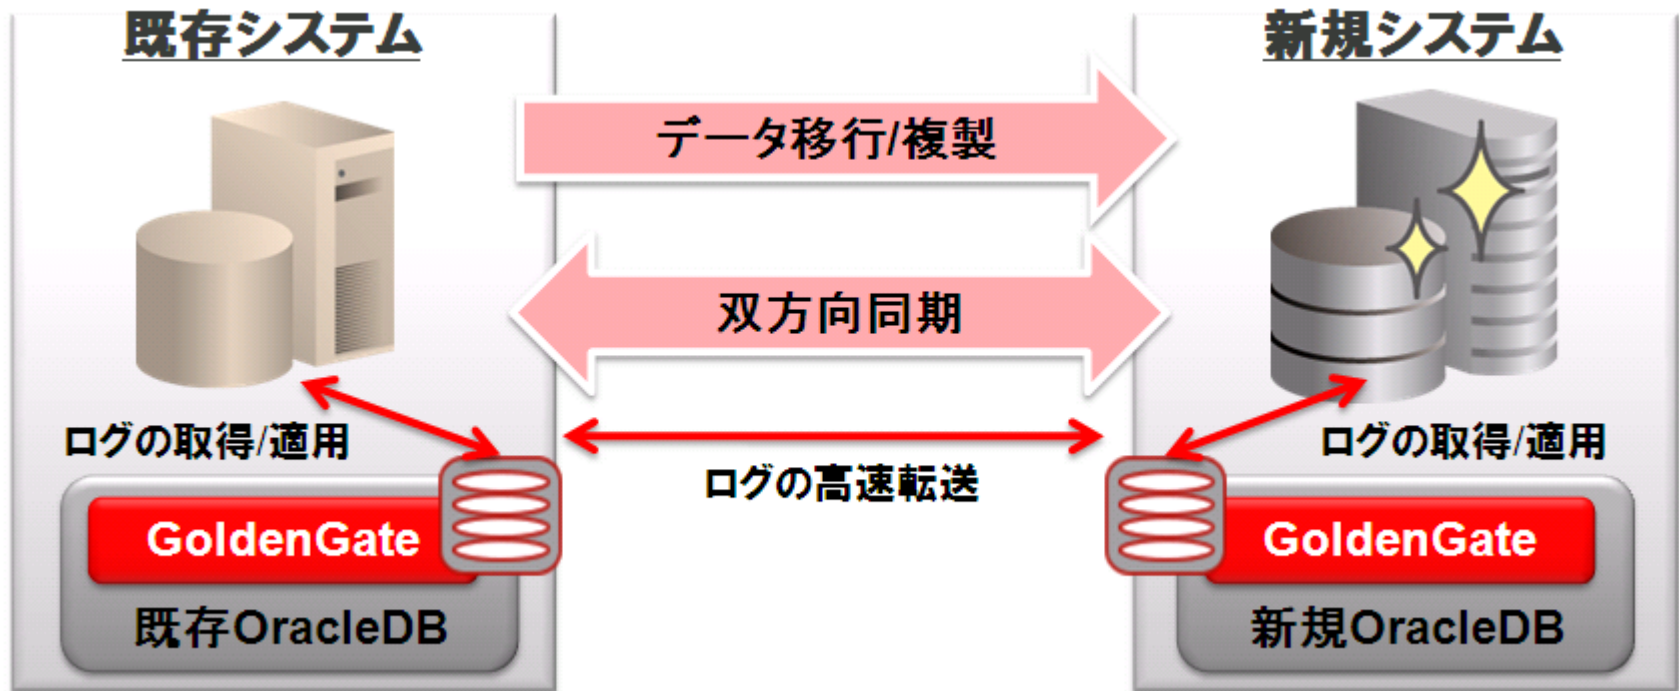 既存システム
新規システム
データ移行/複製
双方向同期
ログの取得/適用
ログの高速転送
ログの取得/適用
GoldenGate
既存OracleDB
GoldenGate
新規OracleDB